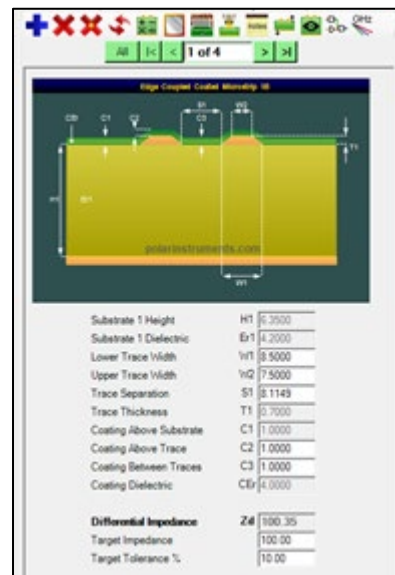 GHz
All |< < 1 of 4 > >|
Edge Coupled Coated Microstrip 1B
S1 W2
CEr C1 C2 C3
T1
H1 Er1
polarinstruments.com
W1
Substrate 1 Height H1 6.3500
Substrate 1 Dielectric Er1 4.2000
Lower Trace Width W1 8.5000
Upper Trace Width W2 7.5000
Trace Separation S1 8.1149
Trace Thickness T1 0.7000
Coating Above Substrate C1 1.0000
Coating Above Trace C2 1.0000
Coating Between Traces C3 1.0000
Coating Dielectric CEr 4.0000
Differential Impedance Zdiff 100.35
Target Impedance 100.00
Target Tolerance % 10.00